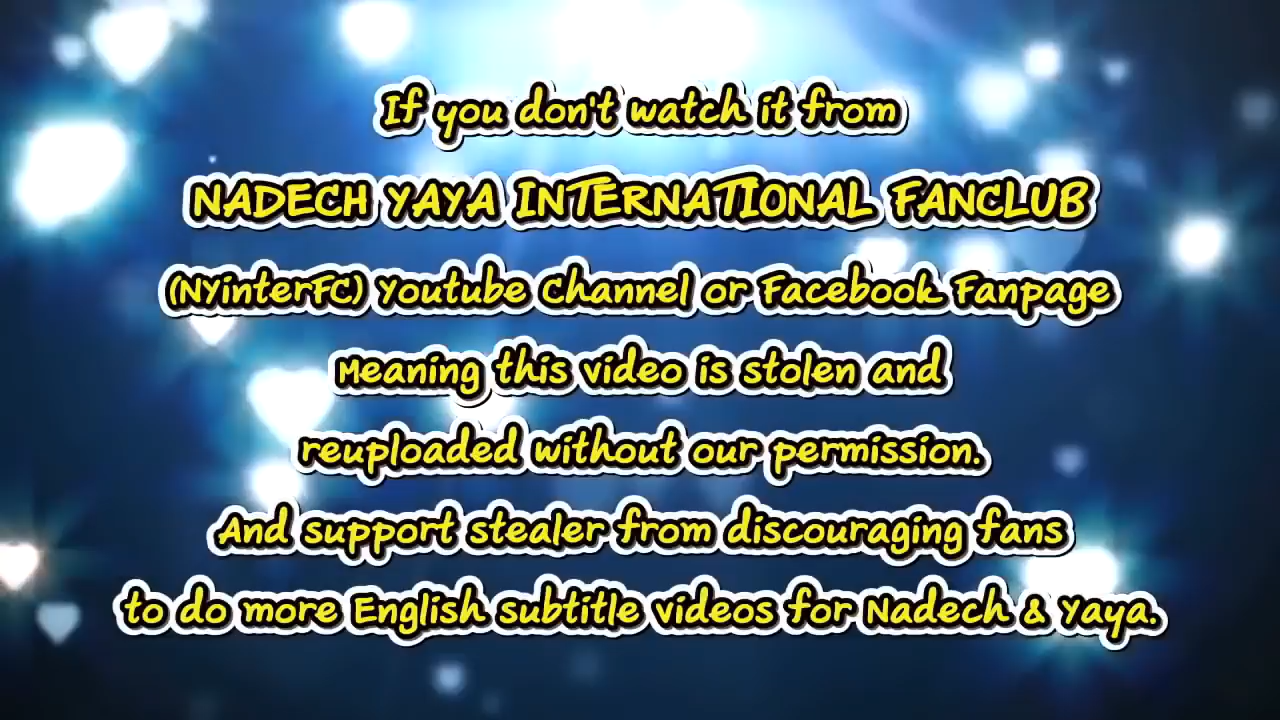 If you don't watch it from
NADECH YAYA INTERNATIONAL FANCLUB
(NYinterFC) Youtube Channel or Facebook Fanpage
Meaning this video is stolen and
reuploaded without our permission.
And support stealer from discouraging fans
to do more English subtitle videos for Nadech & Yaya.